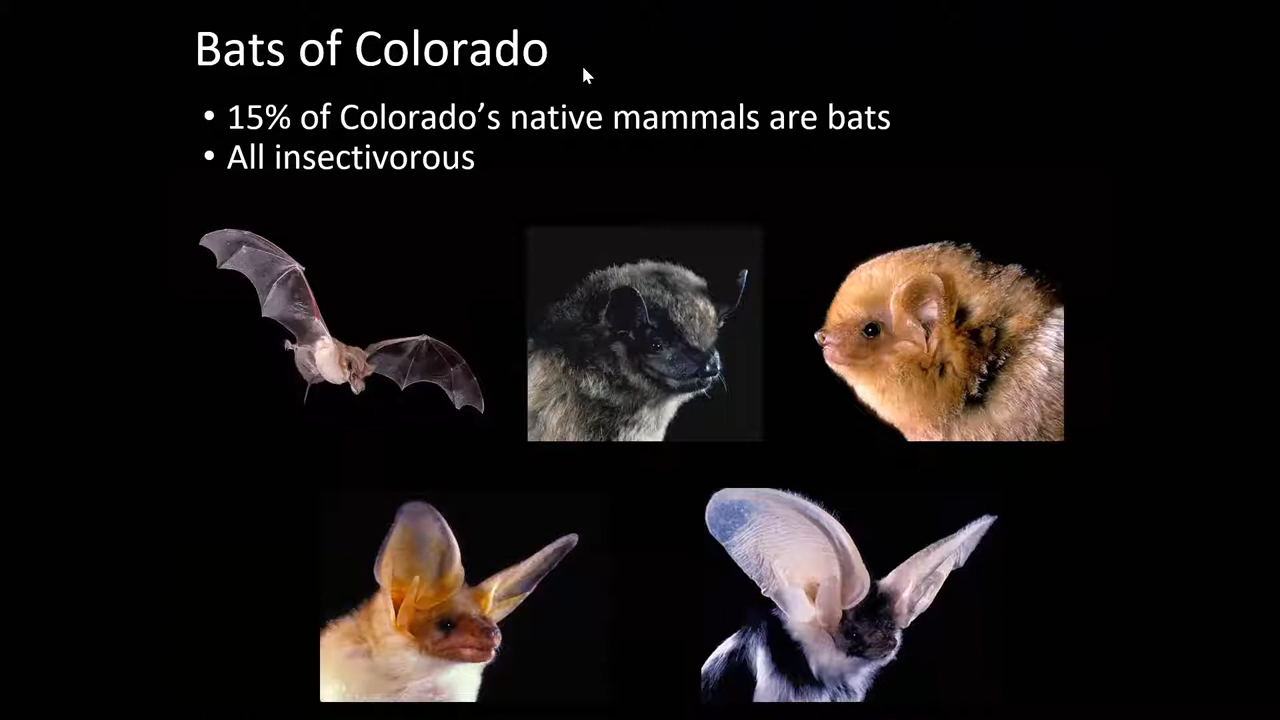 Bats of Colorado
• 15% of Colorado’s native mammals are bats
• All insectivorous